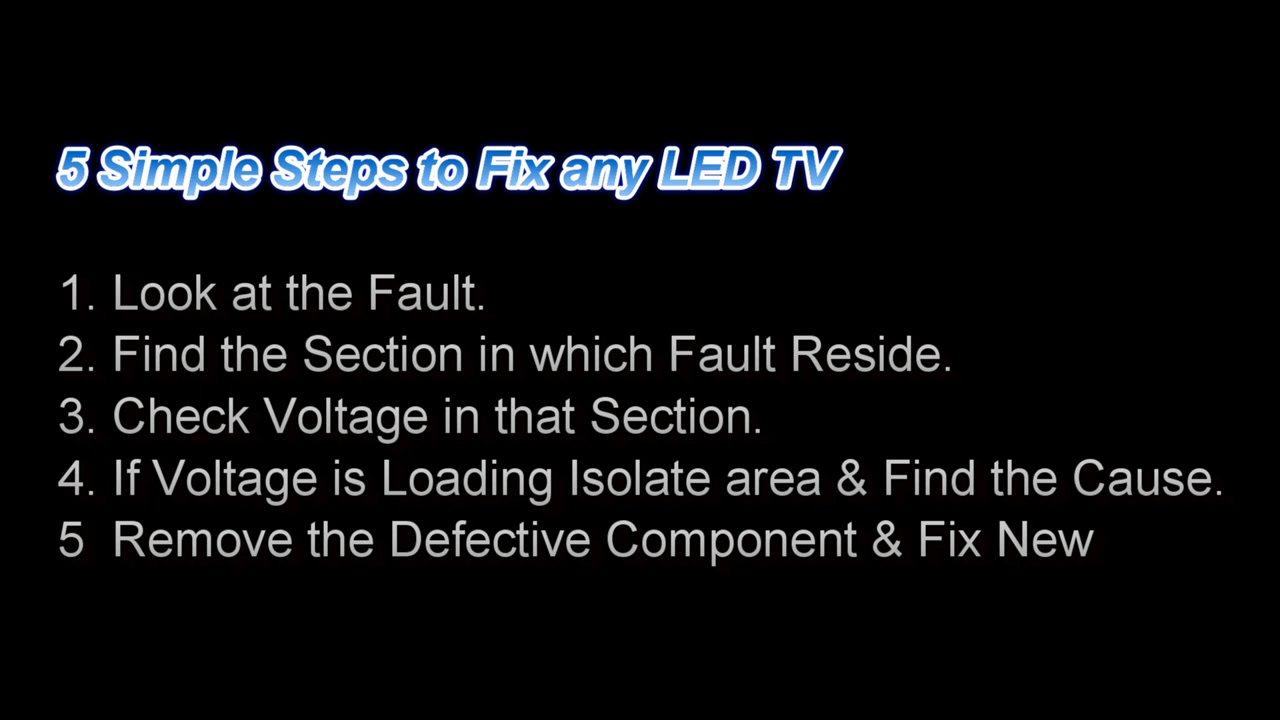 5 Simple Steps to Fix any LED TV
1. Look at the Fault.
2. Find the Section in which Fault Reside.
3. Check Voltage in that Section.
4. If Voltage is Loading Isolate area & Find the Cause.
5 Remove the Defective Component & Fix New